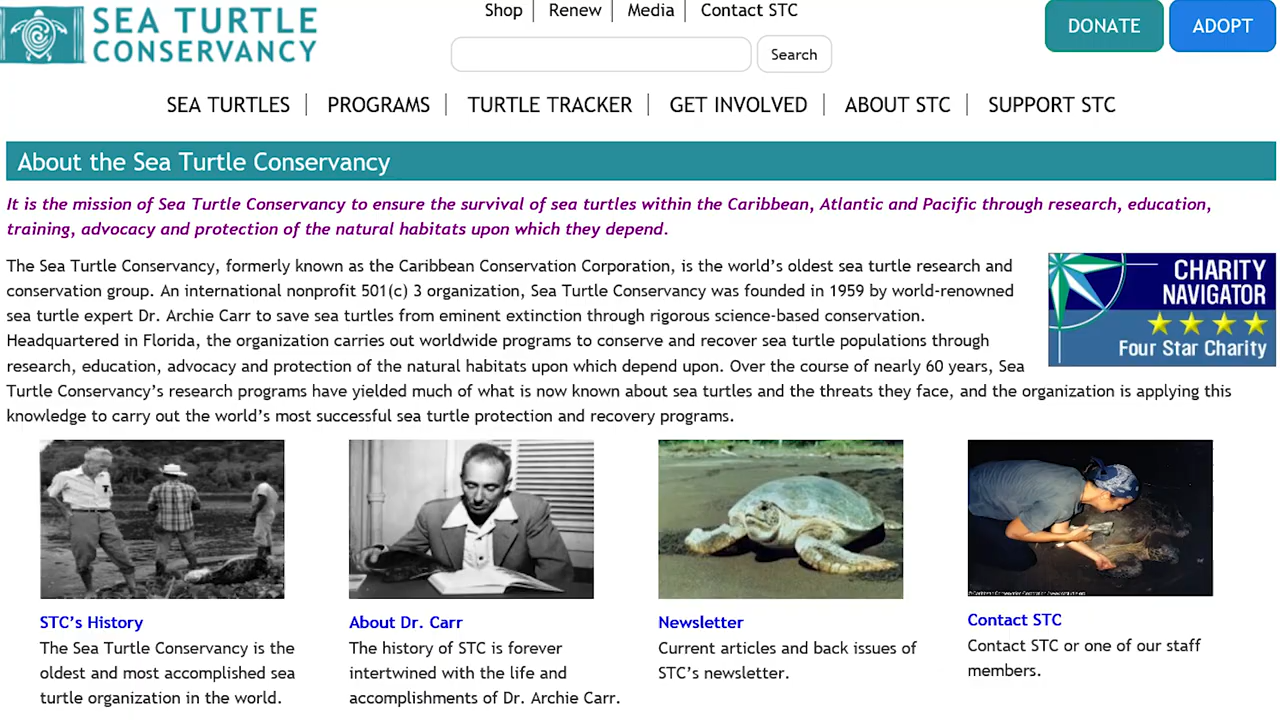 SEA TURTLE
CONSERVANCY
Shop
Renew
Media
Contact STC
Search
DONATE
ADOPT
SEA TURTLES
PROGRAMS
TURTLE TRACKER
GET INVOLVED
ABOUT STC
SUPPORT STC
About the Sea Turtle Conservancy
It is the mission of Sea Turtle Conservancy to ensure the survival of sea turtles within the Caribbean, Atlantic and Pacific through research, education,
training, advocacy and protection of the natural habitats upon which they depend.
The Sea Turtle Conservancy, formerly known as the Caribbean Conservation Corporation, is the world's oldest sea turtle research and
conservation group. An international nonprofit 501(c) 3 organization, Sea Turtle Conservancy was founded in 1959 by world-renowned
sea turtle expert Dr. Archie Carr to save sea turtles from eminent extinction through rigorous science-based conservation.
Headquartered in Florida, the organization carries out worldwide programs to conserve and recover sea turtle populations through
research, education, advocacy and protection of the natural habitats upon which depend upon. Over the course of nearly 60 years, Sea
Turtle Conservancy's research programs have yielded much of what is now known about sea turtles and the threats they face, and the organization is applying this
knowledge to carry out the world's most successful sea turtle protection and recovery programs.
CHARITY
NAVIGATOR
Four Star Charity
STC's History
The Sea Turtle Conservancy is the
oldest and most accomplished sea
turtle organization in the world.
About Dr. Carr
The history of STC is forever
intertwined with the life and
accomplishments of Dr. Archie Carr.
Newsletter
Current articles and back issues of
STC's newsletter.
Contact STC
Contact STC or one of our staff
members.